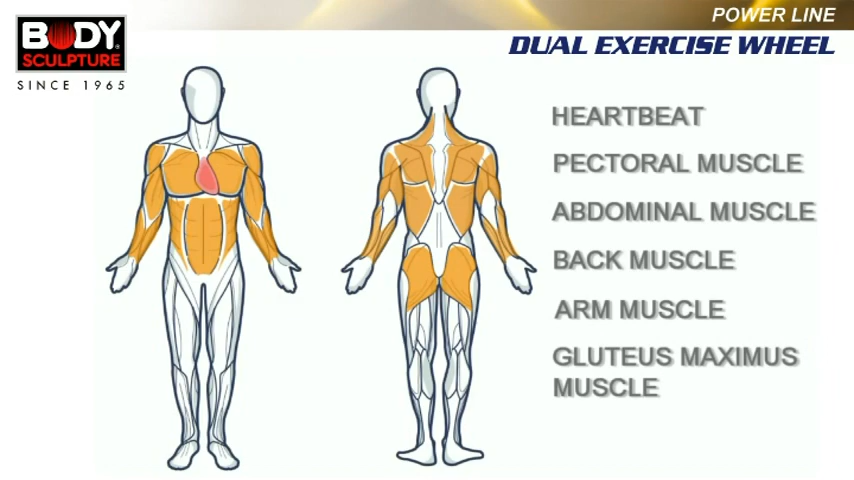 POWER LINE
BODY
SCULPTURE®
SINCE 1965
DUAL EXERCISE WHEEL
HEARTBEAT
PECTORAL MUSCLE
ABDOMINAL MUSCLE
BACK MUSCLE
ARM MUSCLE
GLUTEUS MAXIMUS
MUSCLE